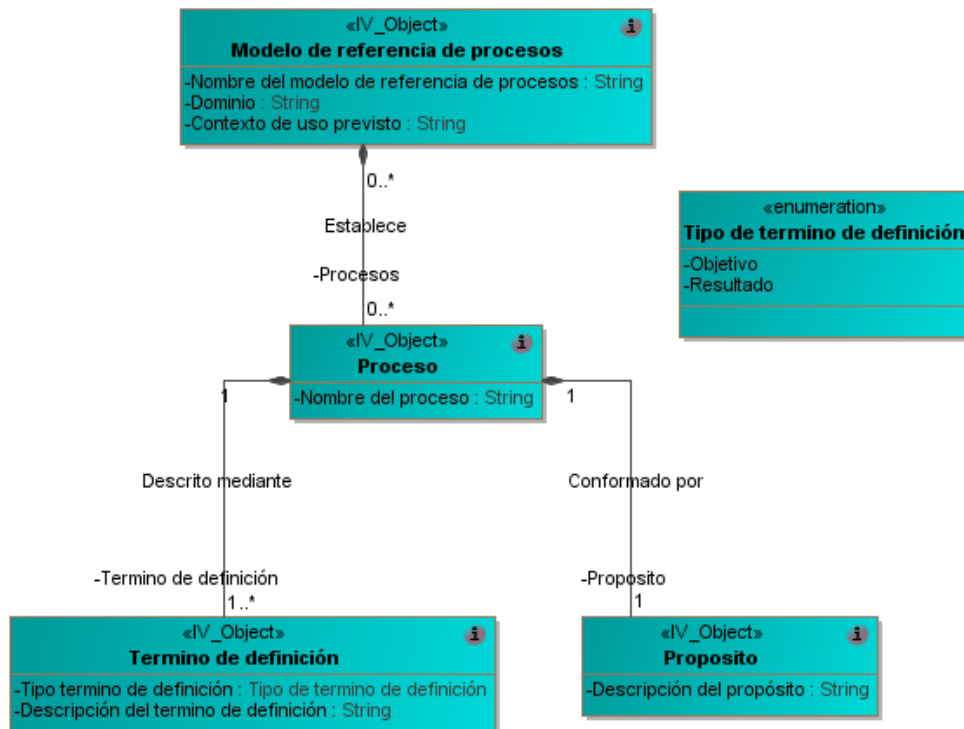 «IV_Object»
Modelo de referencia de procesos
-Nombre del modelo de referencia de procesos : String
-Dominio : String
-Contexto de uso previsto : String
0..*
Establece
-Procesos
0..*
«enumeration»
Tipo de termino de definición
-Objetivo
-Resultado
«IV_Object»
Proceso
-Nombre del proceso : String
1
1
Descrito mediante
Conformado por
-Termino de definición
1..*
-Proposito
1
«IV_Object»
Termino de definición
-Tipo termino de definición : Tipo de termino de definición
-Descripción del termino de definición : String
«IV_Object»
Proposito
-Descripción del propósito : String